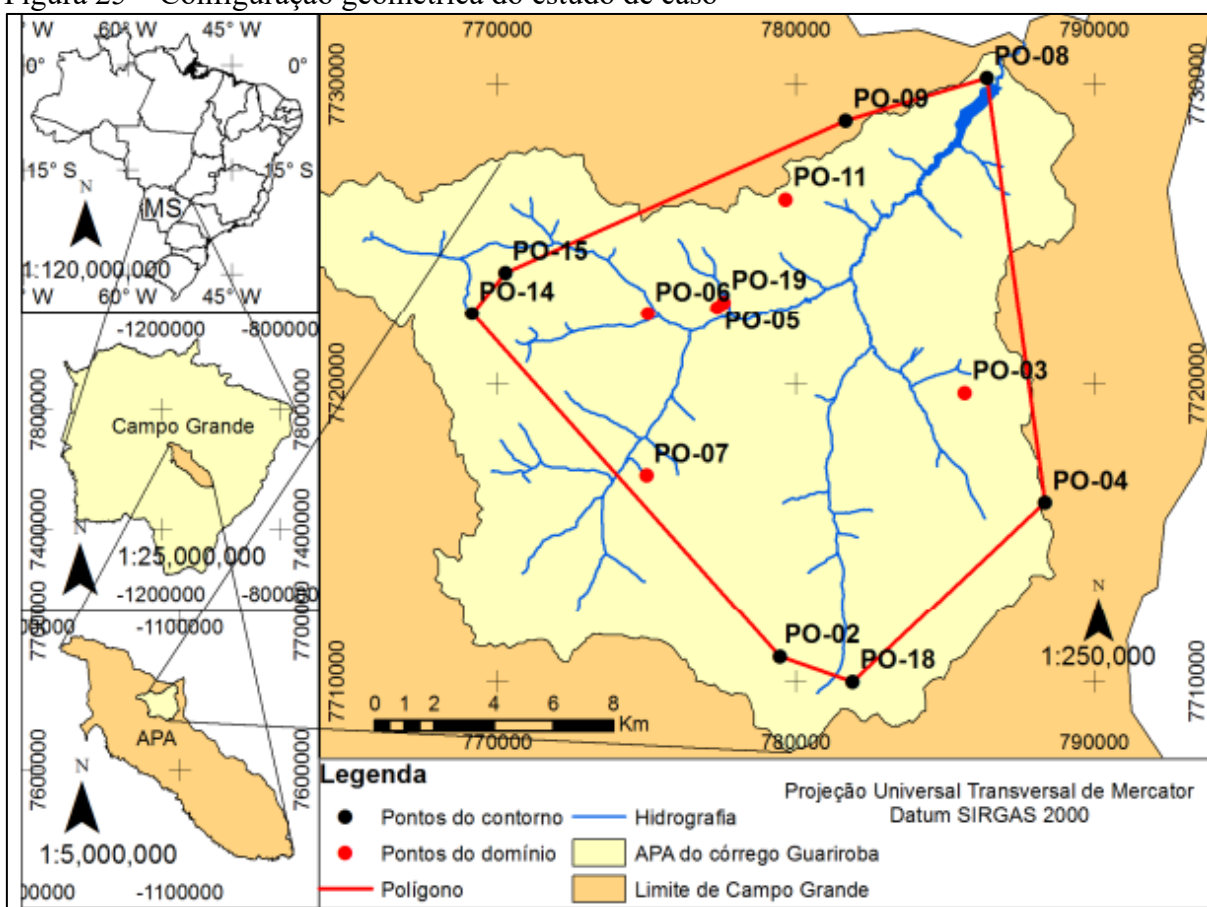 Figura 25 – Configuração geométrica do estudo de caso
° W 60° W 45° W
0° 0°
15° S 15° S
N
MS
1:120,000,000
° W 60° W 45° W
-1200000 -800000
7800000 7800000
Campo Grande
7400000 7400000
N
1:25,000,000
-1200000 -800000
00000 -1100000
7700000 7700000
APA
7600000 7600000
N
1:5,000,000
00000 -1100000
770000 780000 790000
7730000 7730000
PO-08
PO-09
PO-11
PO-15
PO-14
PO-19
PO-06
PO-05
7720000 7720000
PO-03
PO-07
PO-04
PO-02
PO-18
N
1:250,000
7710000 7710000
0 1 2 4 6 8
Km
770000 780000 790000
Legenda
Pontos do contorno
Pontos do domínio
Polígono
Hidrografia
APA do córrego Guariroba
Limite de Campo Grande
Projeção Universal Transversal de Mercator
Datum SIRGAS 2000